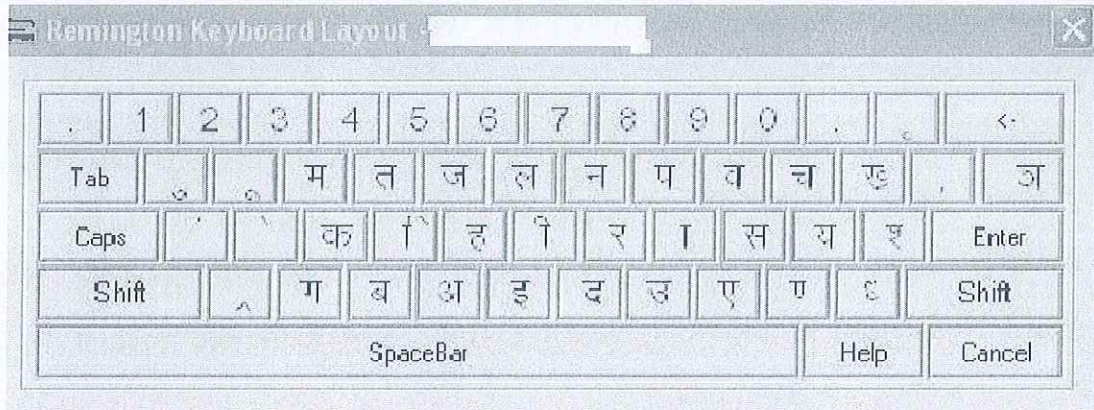 Remington Keyboard Layout -
. 1 2 3 4 5 6 7 8 9 0 . ़ <-
Tab ु ू म त ज ल न प व च ख् , ञ
Caps ' े क ि ह ी र ा स य श् Enter
Shift ् ग ब अ इ द उ ए ण् Shift
SpaceBar Help Cancel